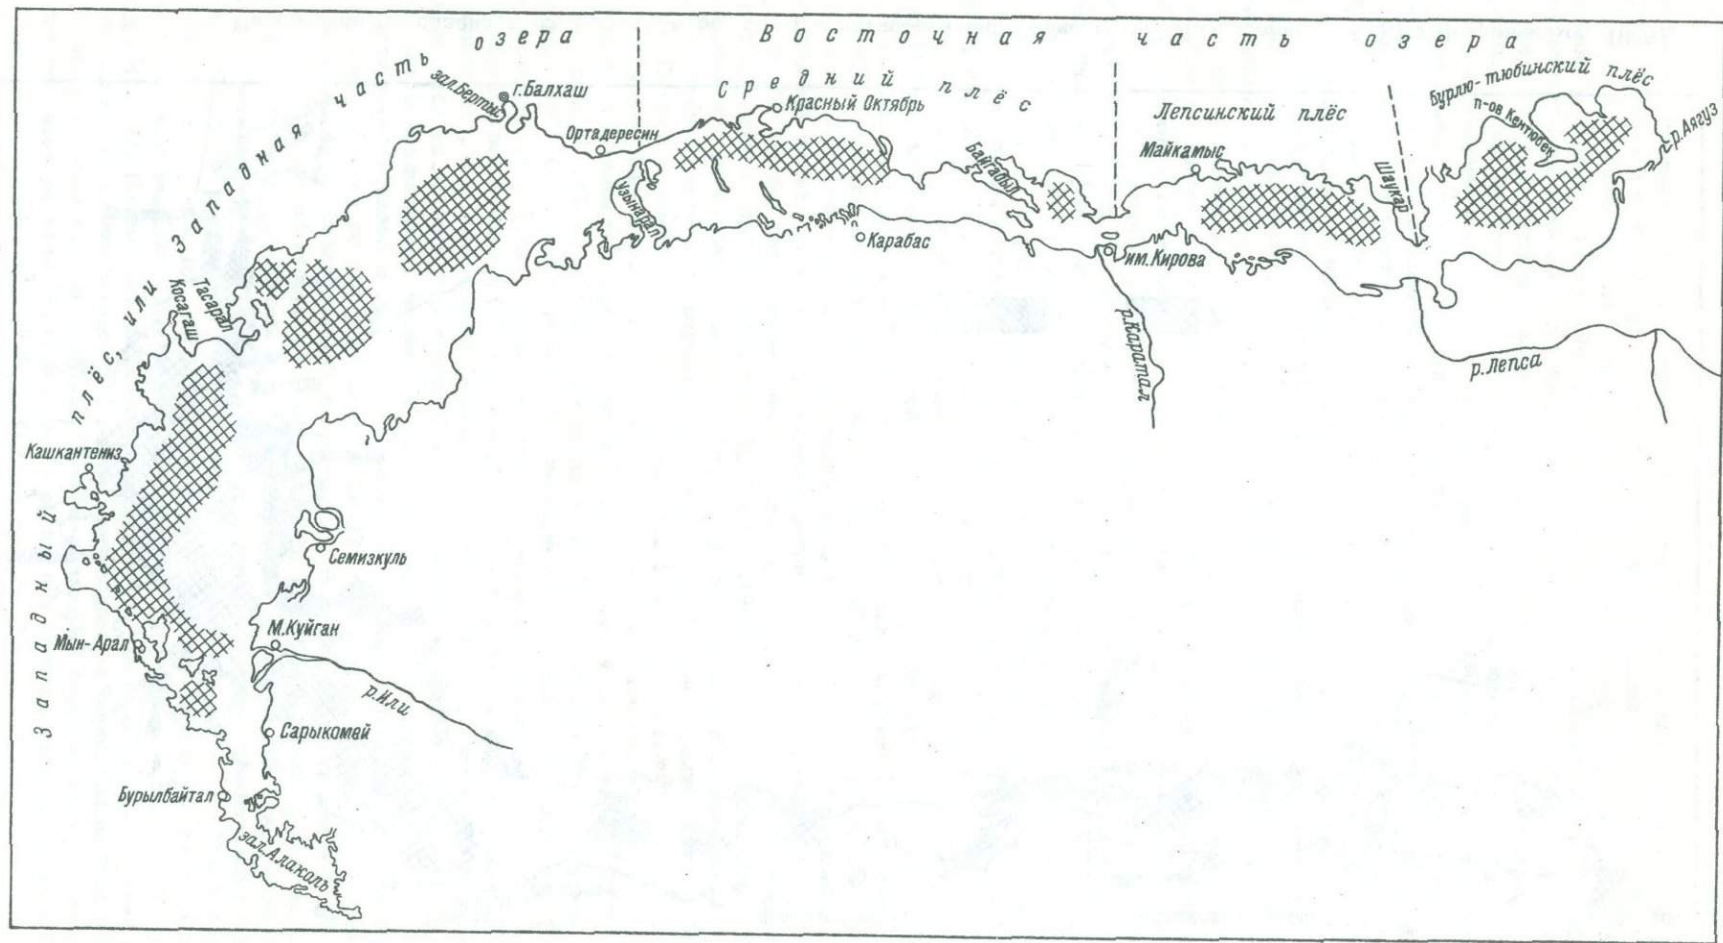 Западный плёс, или Западная часть озера
Восточная часть озера
Средний плёс
Лепсинский плёс
Бурлю-тюбинский плёс
зал.Бертыс
г.Балхаш
Ортадересин
Красный Октябрь
п-ов Кентюбек
р.Аягуз
Майкамыс
Шаукар
Байгабыл
Узынарал
Карабас
им.Кирова
р.Каратал
р.Лепса
Тасарал
Косагаш
Кашкантениз
Семизкуль
М.Куйган
Мын-Арал
р.Или
Сарыкомей
Бурылбайтал
зал.Алаколь